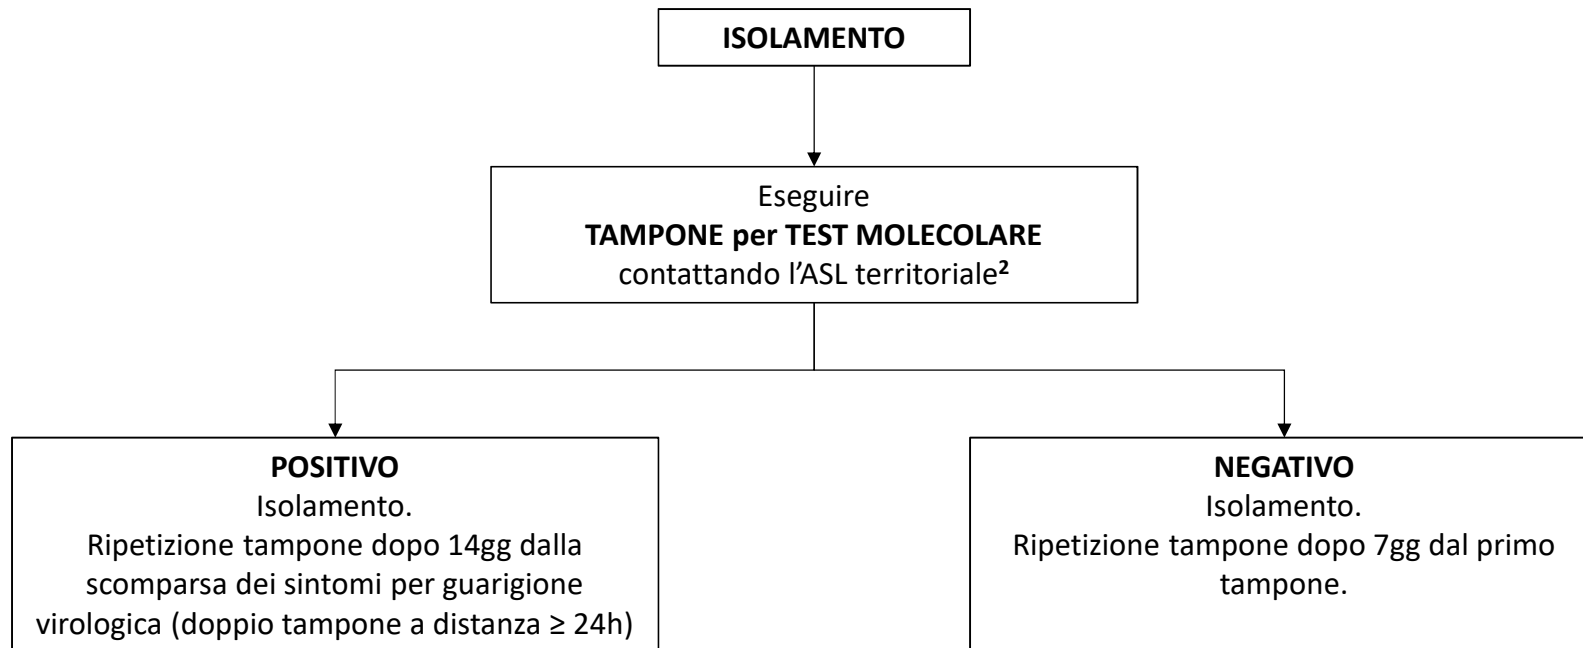 ISOLAMENTO
Eseguire
TAMPONE per TEST MOLECOLARE
contattando l’ASL territoriale²
POSITIVO
Isolamento.
Ripetizione tampone dopo 14gg dalla
scomparsa dei sintomi per guarigione
virologica (doppio tampone a distanza ≥ 24h)
NEGATIVO
Isolamento.
Ripetizione tampone dopo 7gg dal primo
tampone.